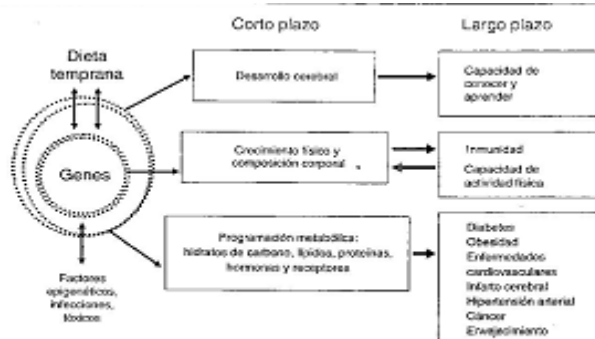 Corto plazo
Largo plazo
Dieta
temprana
Genes
Factores
epigenéticos,
infecciones,
tóxicos
Desarrollo cerebral
Capacidad de
conocer y
aprender
Crecimiento físico y
composición corporal
Inmunidad
Capacidad de
actividad física
Programación metabólica:
hidratos de carbono, lípidos, proteínas,
hormonas y receptores
Diabetes
Obesidad
Enfermedades
cardiovasculares
Infarto cerebral
Hipertensión arterial
Cáncer
Envejecimiento